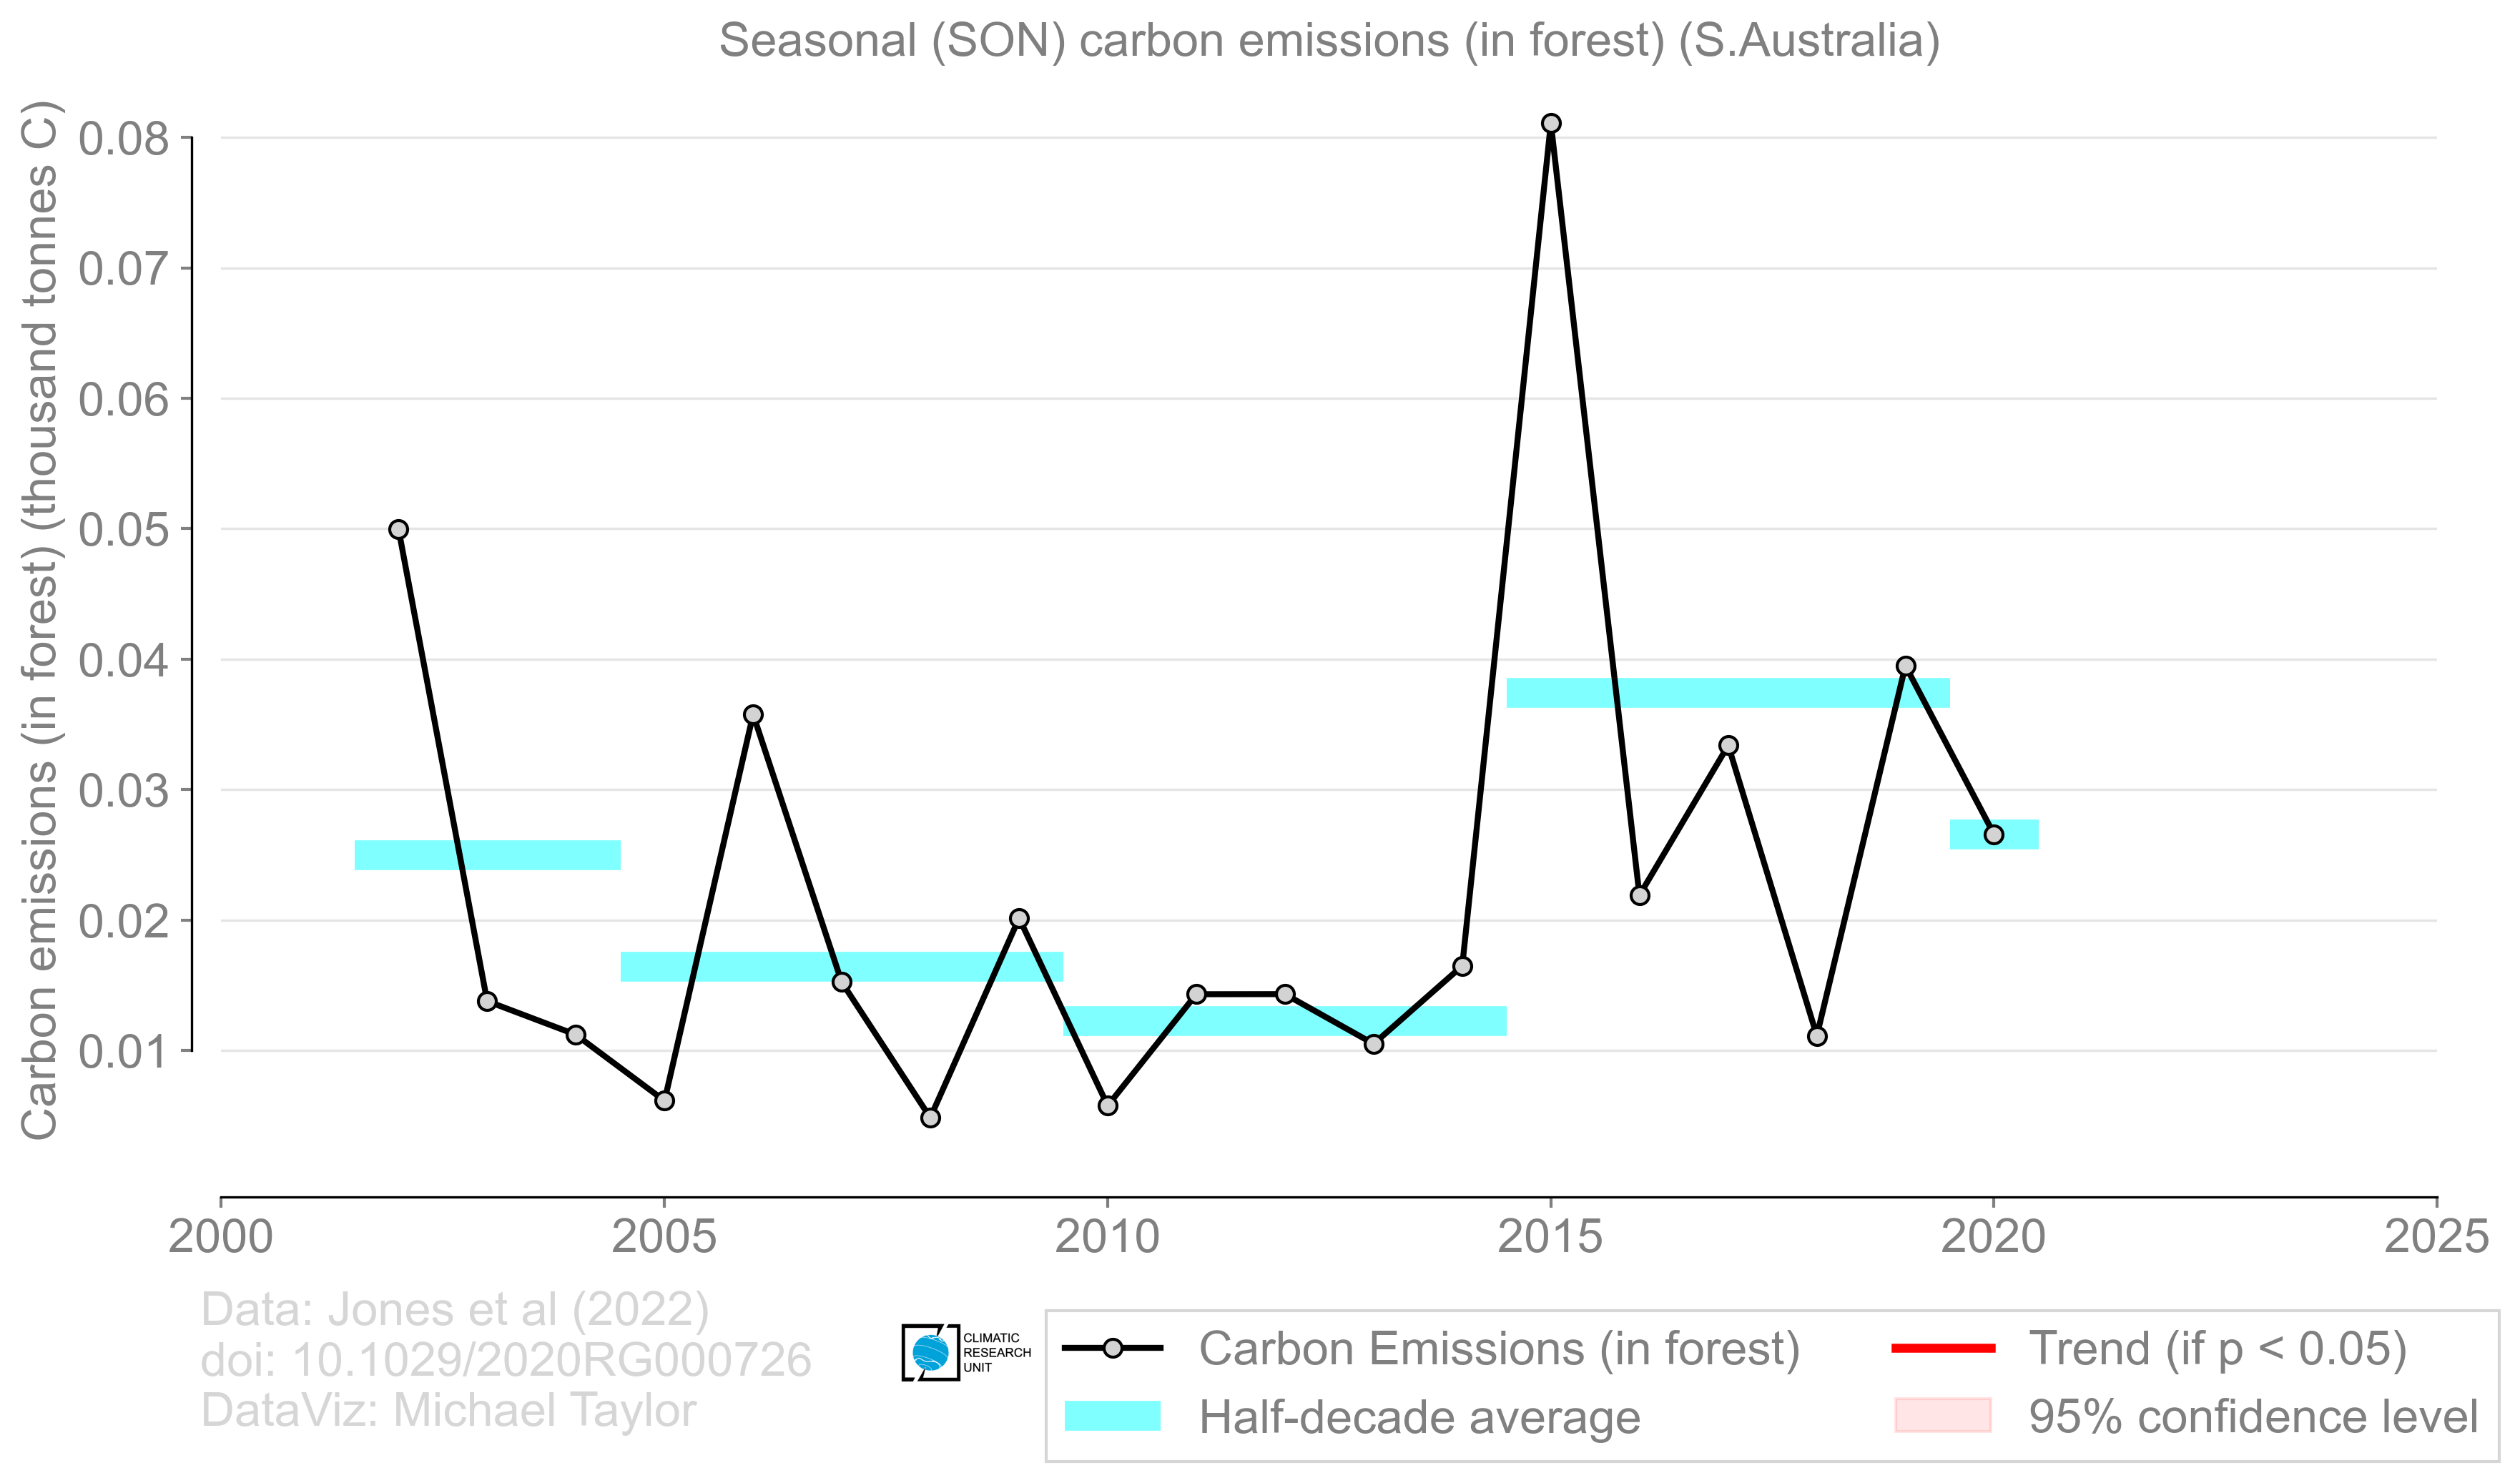 Seasonal (SON) carbon emissions (in forest) (S.Australia)
Carbon emissions (in forest) (thousand tonnes C)
0.08
0.07
0.06
0.05
0.04
0.03
0.02
0.01
2000
2005
2010
2015
2020
2025
Data: Jones et al (2022)
doi: 10.1029/2020RG000726
DataViz: Michael Taylor
CLIMATIC
RESEARCH
UNIT
Carbon Emissions (in forest)
Half-decade average
Trend (if p < 0.05)
95% confidence level